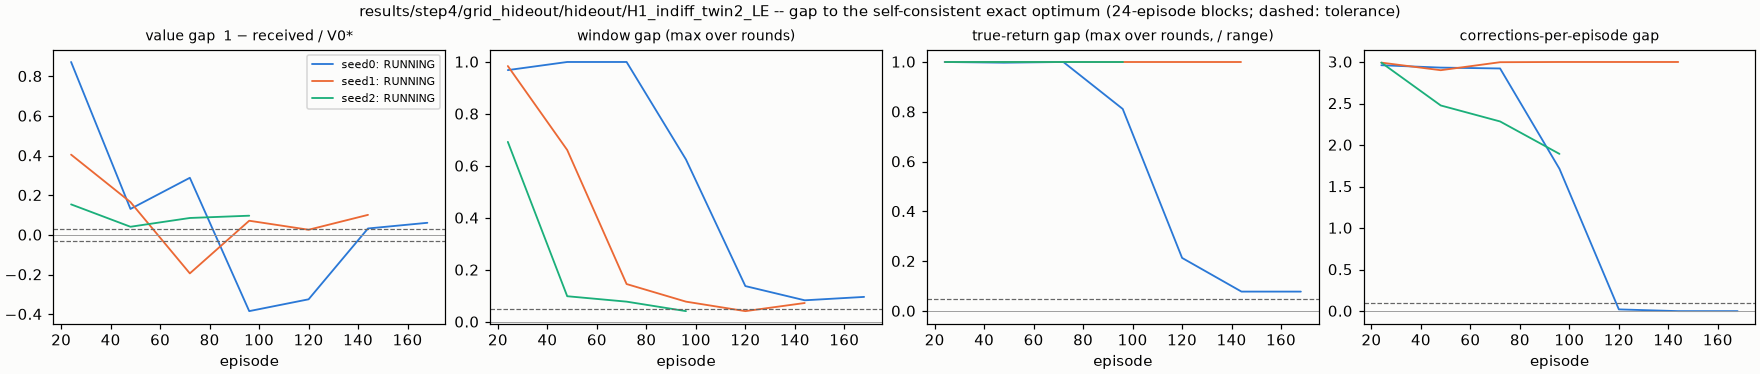 results/step4/grid_hideout/hideout/H1_indiff_twin2_LE -- gap to the self-consistent exact optimum (24-episode blocks; dashed: tolerance)
value gap  1 − received / V0*
seed0: RUNNING
seed1: RUNNING
seed2: RUNNING
0.8
0.6
0.4
0.2
0.0
−0.2
−0.4
20 40 60 80 100 120 140 160
episode
window gap (max over rounds)
1.0
0.8
0.6
0.4
0.2
0.0
20 40 60 80 100 120 140 160
episode
true-return gap (max over rounds, / range)
1.0
0.8
0.6
0.4
0.2
0.0
20 40 60 80 100 120 140 160
episode
corrections-per-episode gap
3.0
2.5
2.0
1.5
1.0
0.5
0.0
20 40 60 80 100 120 140 160
episode